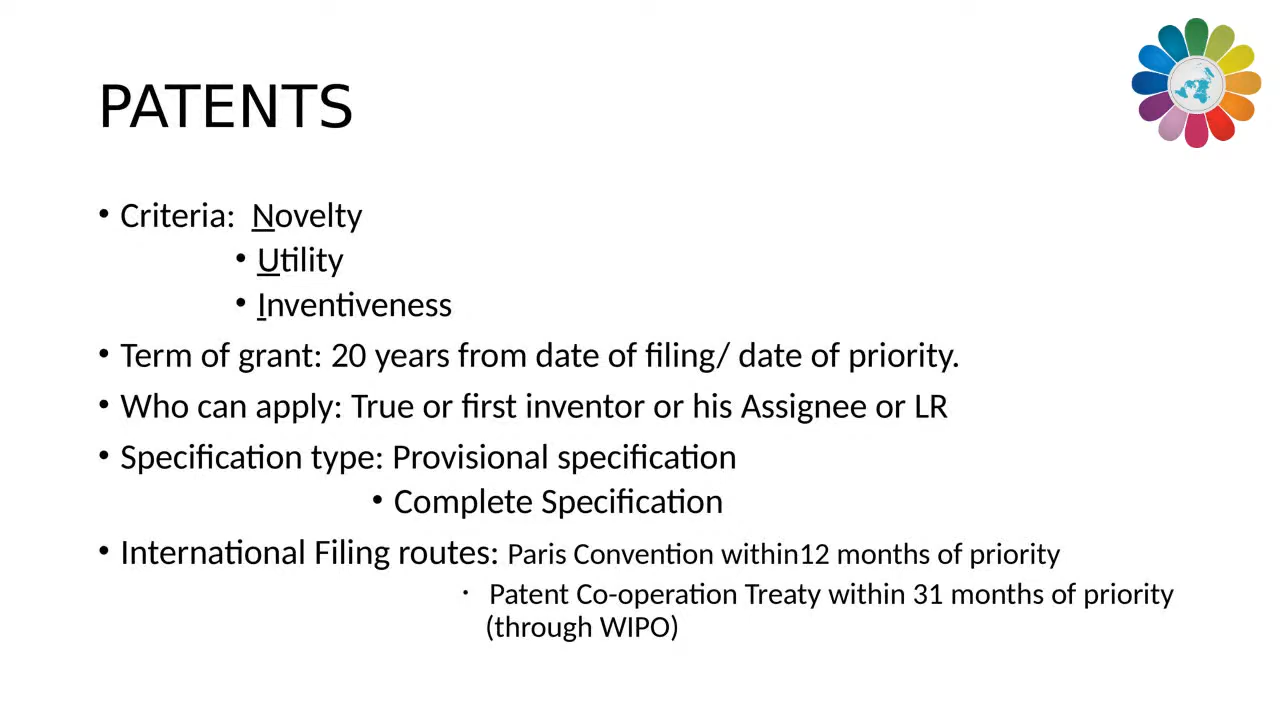 PATENTS
• Criteria: Novelty
• Utility
• Inventiveness
• Term of grant: 20 years from date of filing/ date of priority.
• Who can apply: True or first inventor or his Assignee or LR
• Specification type: Provisional specification
• Complete Specification
• International Filing routes: Paris Convention within12 months of priority
• Patent Co-operation Treaty within 31 months of priority
(through WIPO)